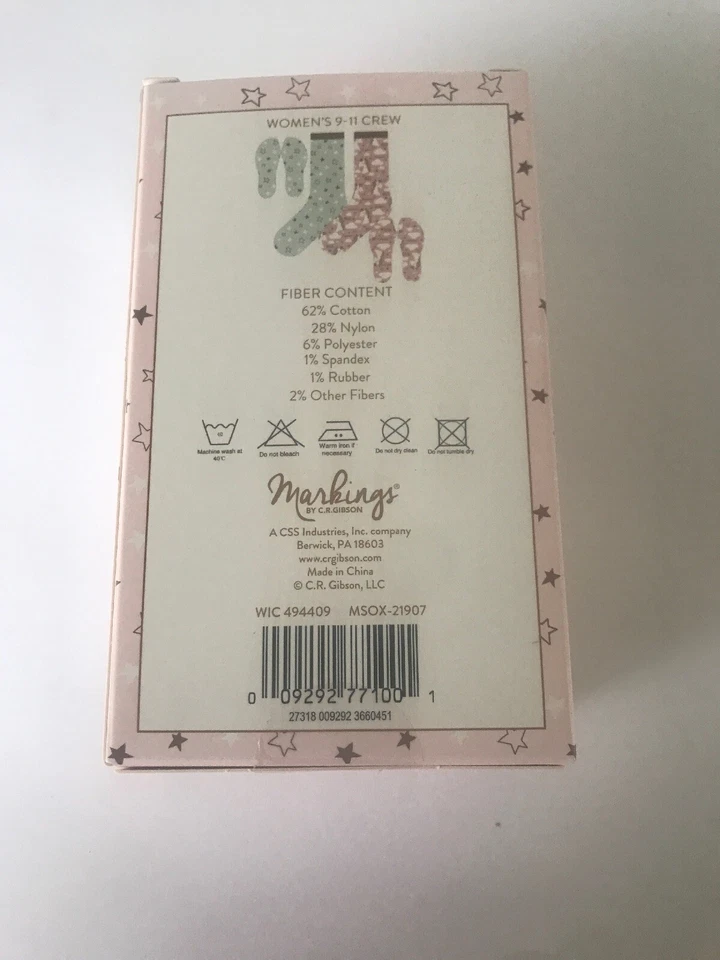 WOMEN'S 9-11 CREW
FIBER CONTENT
62% Cotton
28% Nylon
6% Polyester
1% Spandex
1% Rubber
2% Other Fibers
40
Machine wash at
40℃
Do not bleach
Warm Iron if
necessary
Do not dry clean
Do not tumble dry
Markings®
BY C.R.GIBSON
A CSS Industries, Inc. company
Berwick, PA 18603
www.crgibson.com
Made in China
© C.R. Gibson, LLC
WIC 494409 MSOX-21907
0 09292 77100 1
27318 009292 3660451